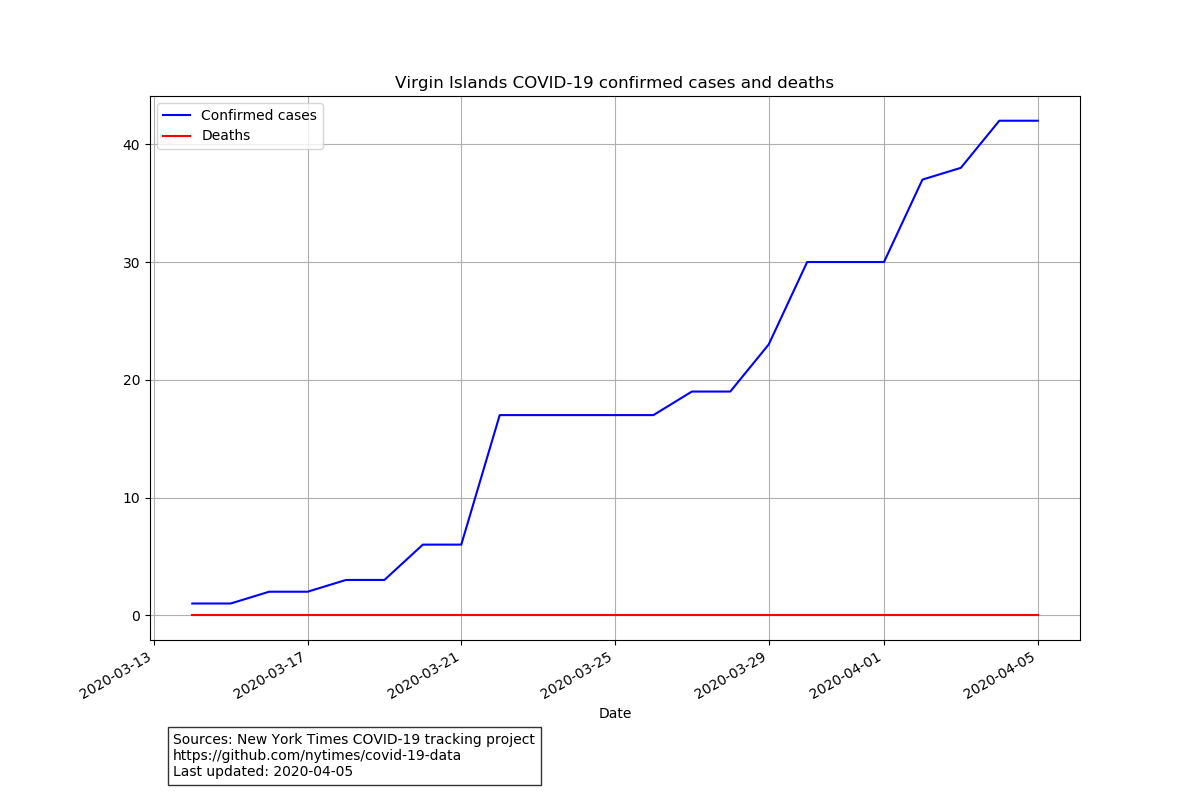 Virgin Islands COVID-19 confirmed cases and deaths
Confirmed cases
Deaths
40
30
20
10
0
2020-03-13
2020-03-17
2020-03-21
2020-03-25
2020-03-29
2020-04-01
2020-04-05
Date
Sources: New York Times COVID-19 tracking project
https://github.com/nytimes/covid-19-data
Last updated: 2020-04-05